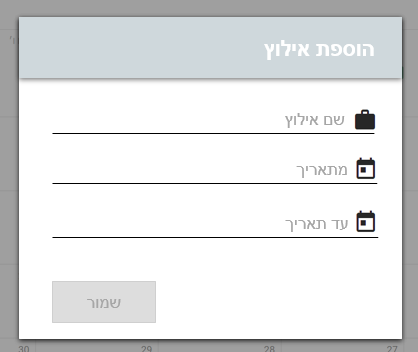 הוספת אילוץ
שם אילוץ
מתאריך
עד תאריך
שמור
27
28
29
30